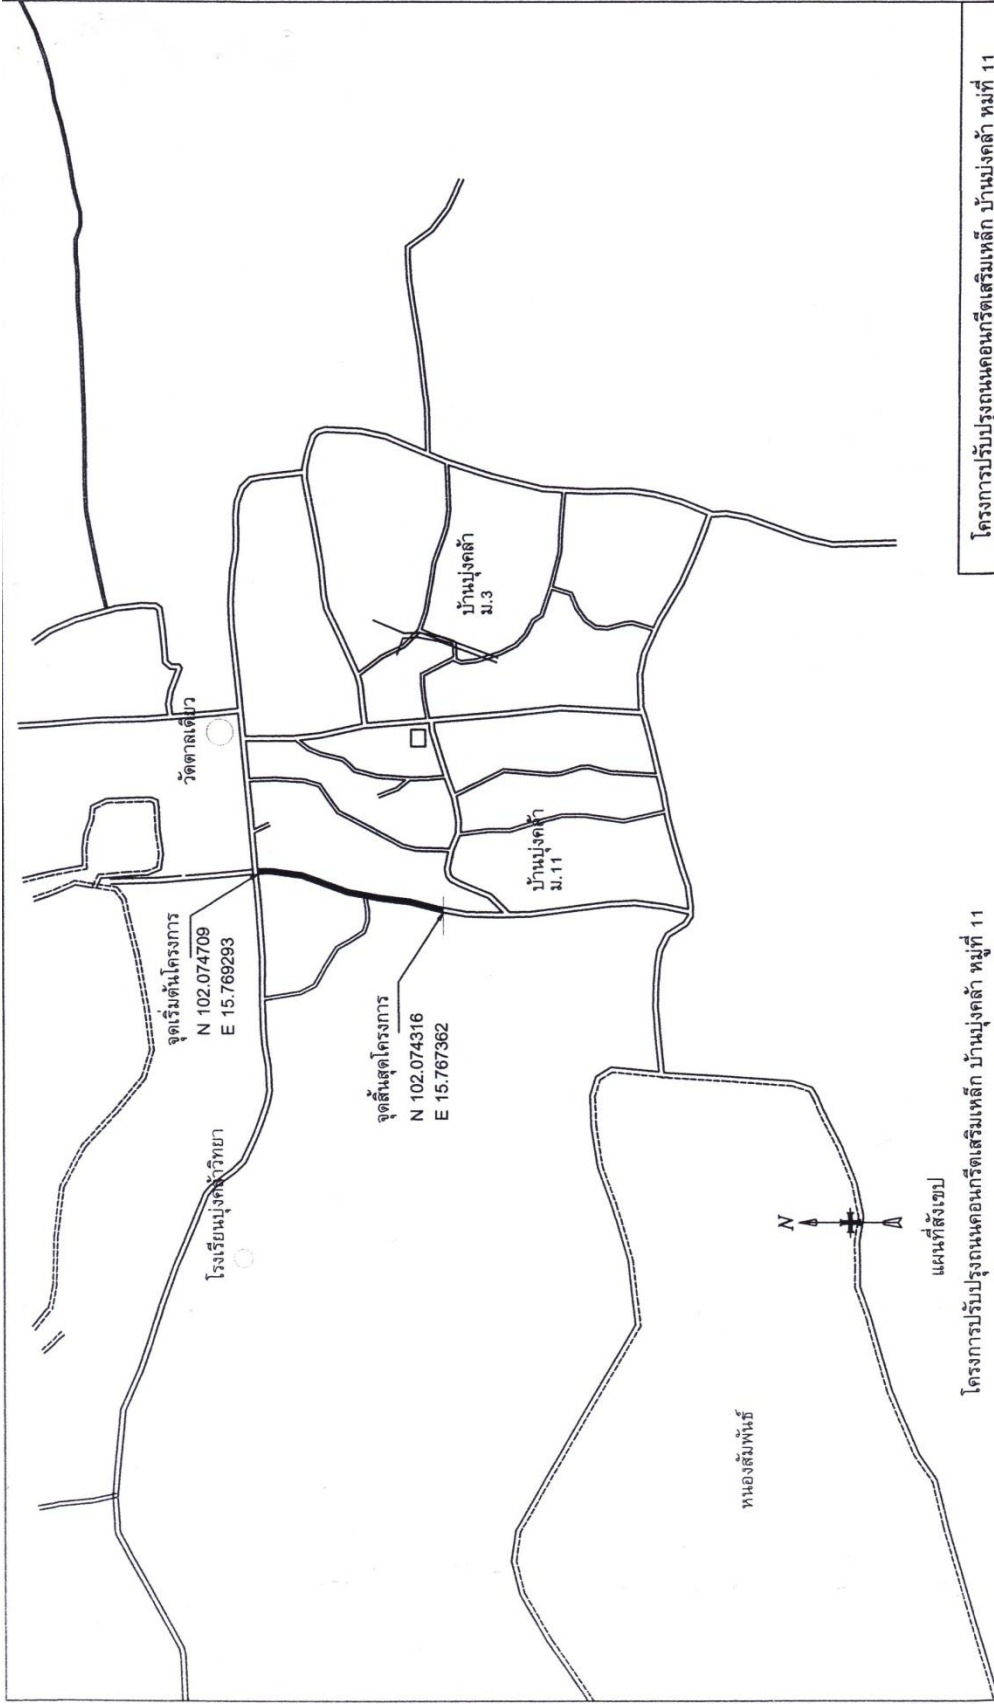 วัดตาลเดี่ยว
จุดเริ่มต้นโครงการ
N 102.074709
E 15.769293
โรงเรียนบุ่งคล้าวิทยา
จุดสิ้นสุดโครงการ
N 102.074316
E 15.767362
บ้านบุ่งคล้า
ม.3
บ้านบุ่งคล้า
ม.11
หนองสัมพันธ์
N
แผนที่สังเขป
โครงการปรับปรุงถนนคอนกรีตเสริมเหล็ก บ้านบุ่งคล้า หมู่ที่ 11
โครงการปรับปรุงถนนคอนกรีตเสริมเหล็ก บ้านบุ่งคล้า หมู่ที่ 11